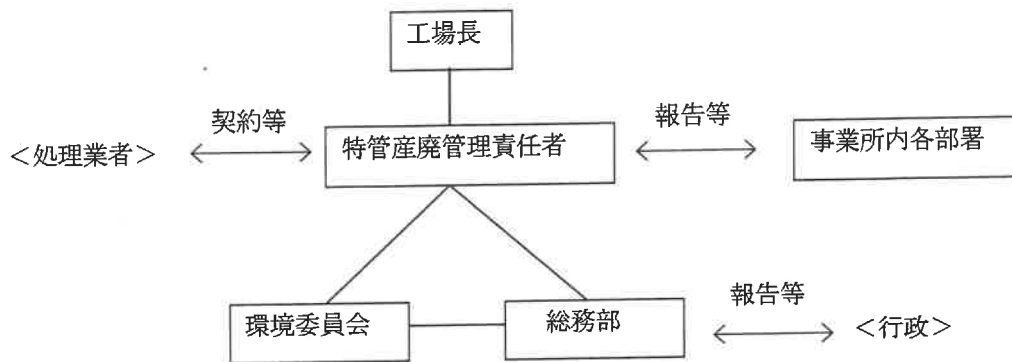 工場長
契約等
報告等
＜処理業者＞
特管産廃管理責任者
事業所内各部署
環境委員会
総務部
報告等
＜行政＞